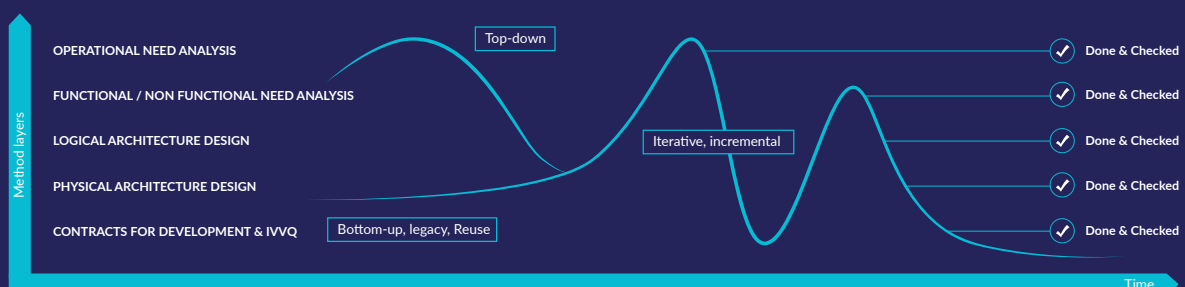 Method layers
OPERATIONAL NEED ANALYSIS
FUNCTIONAL / NON FUNCTIONAL NEED ANALYSIS
LOGICAL ARCHITECTURE DESIGN
PHYSICAL ARCHITECTURE DESIGN
CONTRACTS FOR DEVELOPMENT & IVVQ
Top-down
Bottom-up, legacy, Reuse
Iterative, incremental
Done & Checked
Done & Checked
Done & Checked
Done & Checked
Done & Checked
Time